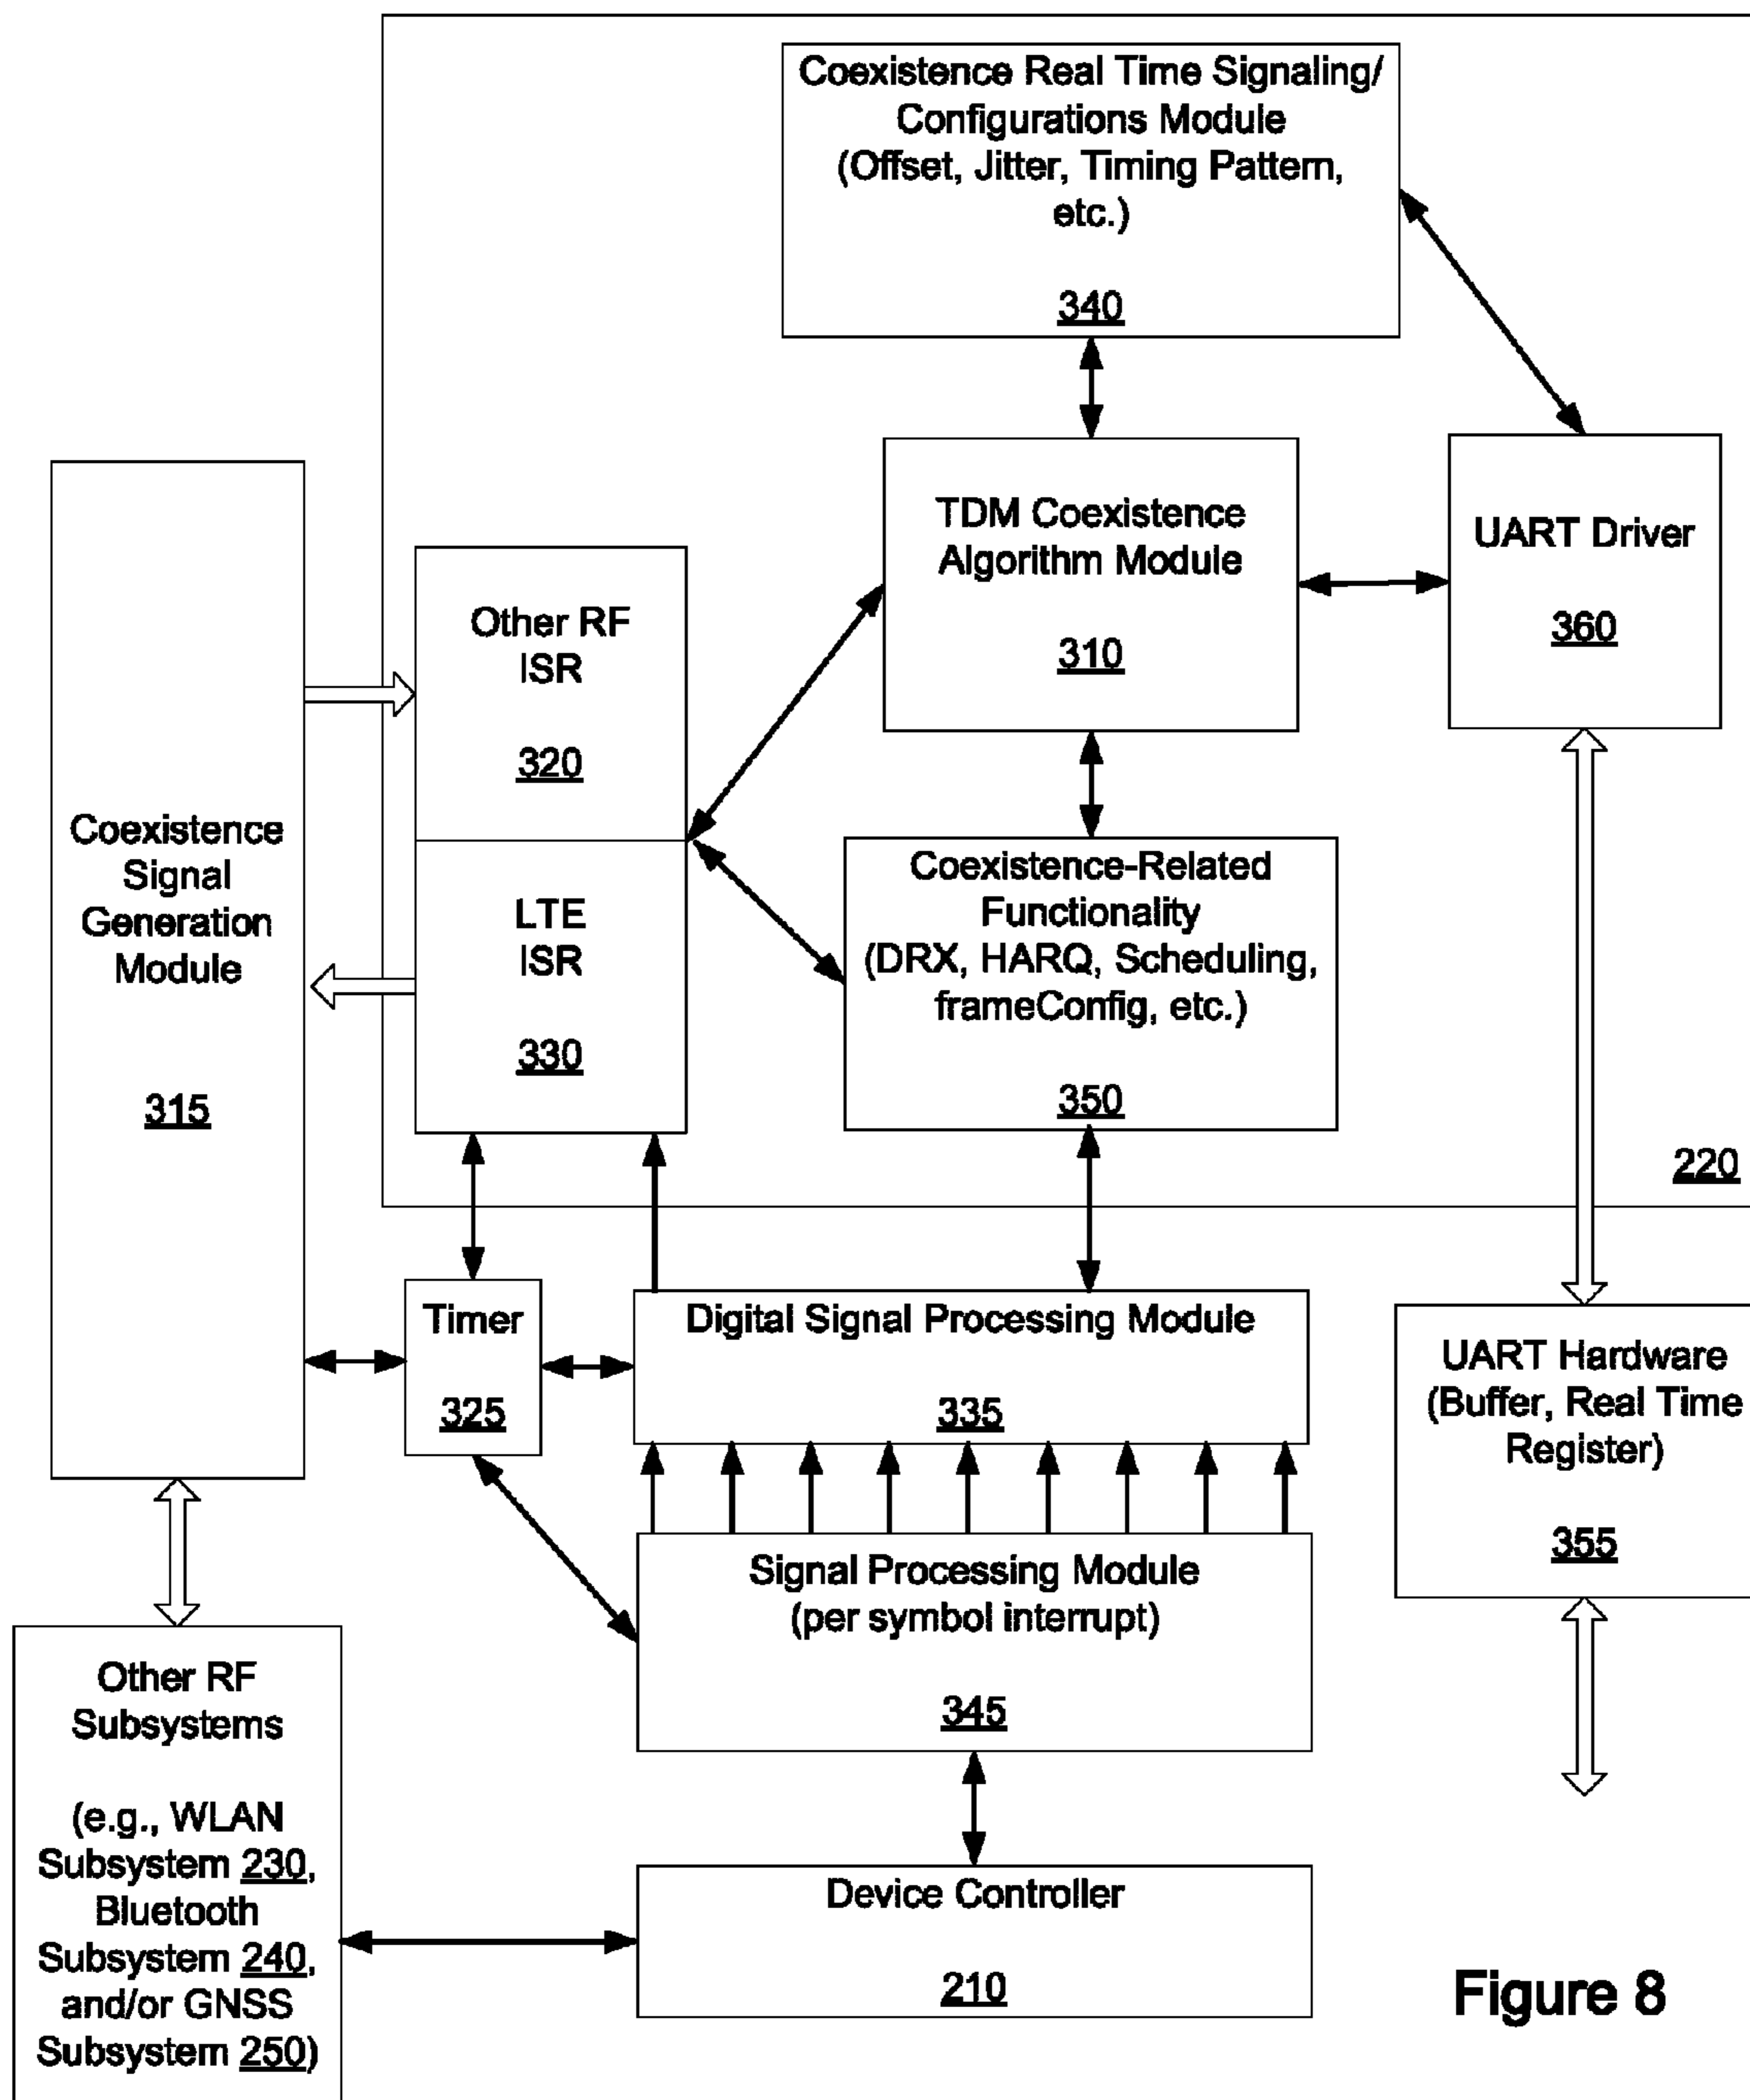 Coexistence Real Time Signaling/
Configurations Module
(Offset, Jitter, Timing Pattern,
etc.)
340
TDM Coexistence
Algorithm Module
310
UART Driver
360
Other RF
ISR
320
LTE
ISR
330
Coexistence
Signal
Generation
Module
315
Coexistence-Related
Functionality
(DRX, HARQ, Scheduling,
frameConfig, etc.)
350
220
Timer
325
Digital Signal Processing Module
335
UART Hardware
(Buffer, Real Time
Register)
355
Signal Processing Module
(per symbol interrupt)
345
Other RF
Subsystems
(e.g., WLAN
Subsystem 230,
Bluetooth
Subsystem 240,
and/or GNSS
Subsystem 250)
Device Controller
210
Figure 8